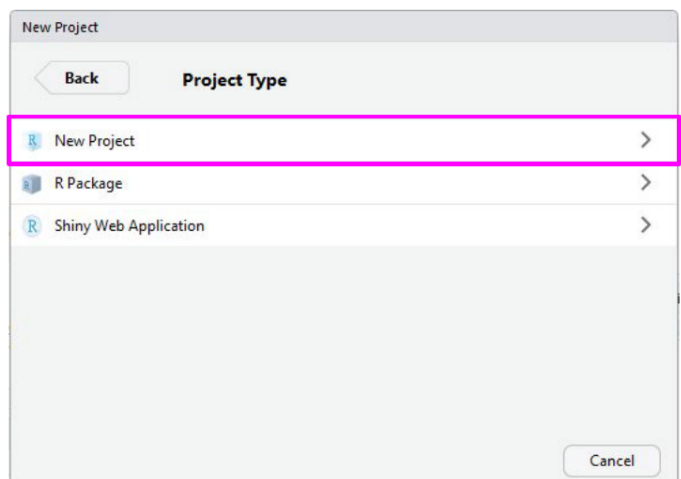 New Project
Back
Project Type
R New Project
R Package
R Shiny Web Application
Cancel